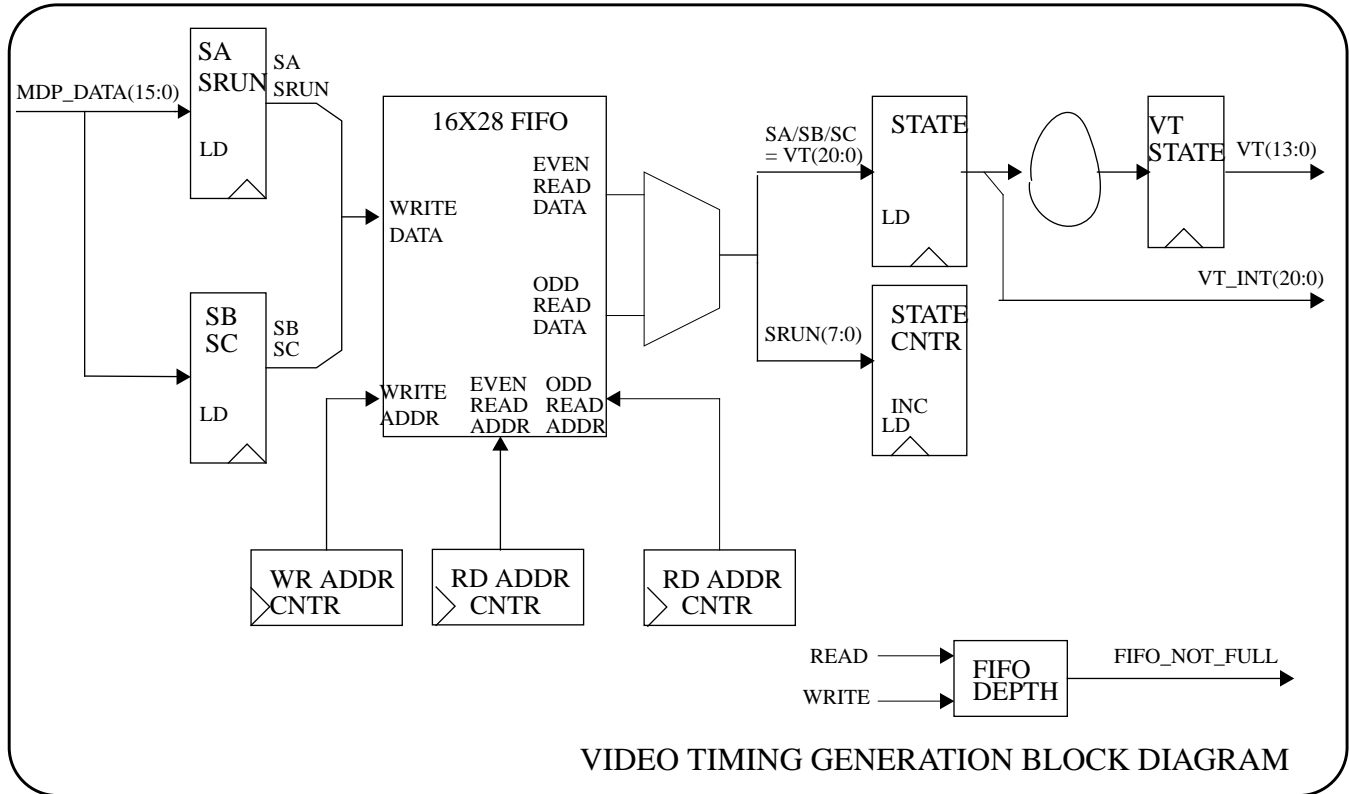 SA
SRUN
LD
MDP_DATA(15:0)
SA
SRUN
SB
SC
LD
SB
SC
16X28 FIFO
EVEN
READ
DATA
WRITE
DATA
ODD
READ
DATA
WRITE
ADDR
EVEN
READ
ADDR
ODD
READ
ADDR
SA/SB/SC
= VT(20:0)
SRUN(7:0)
STATE
LD
STATE
CNTR
INC
LD
VT
STATE
VT(13:0)
VT_INT(20:0)
WR ADDR
CNTR
RD ADDR
CNTR
RD ADDR
CNTR
READ
WRITE
FIFO
DEPTH
FIFO_NOT_FULL
VIDEO TIMING GENERATION BLOCK DIAGRAM